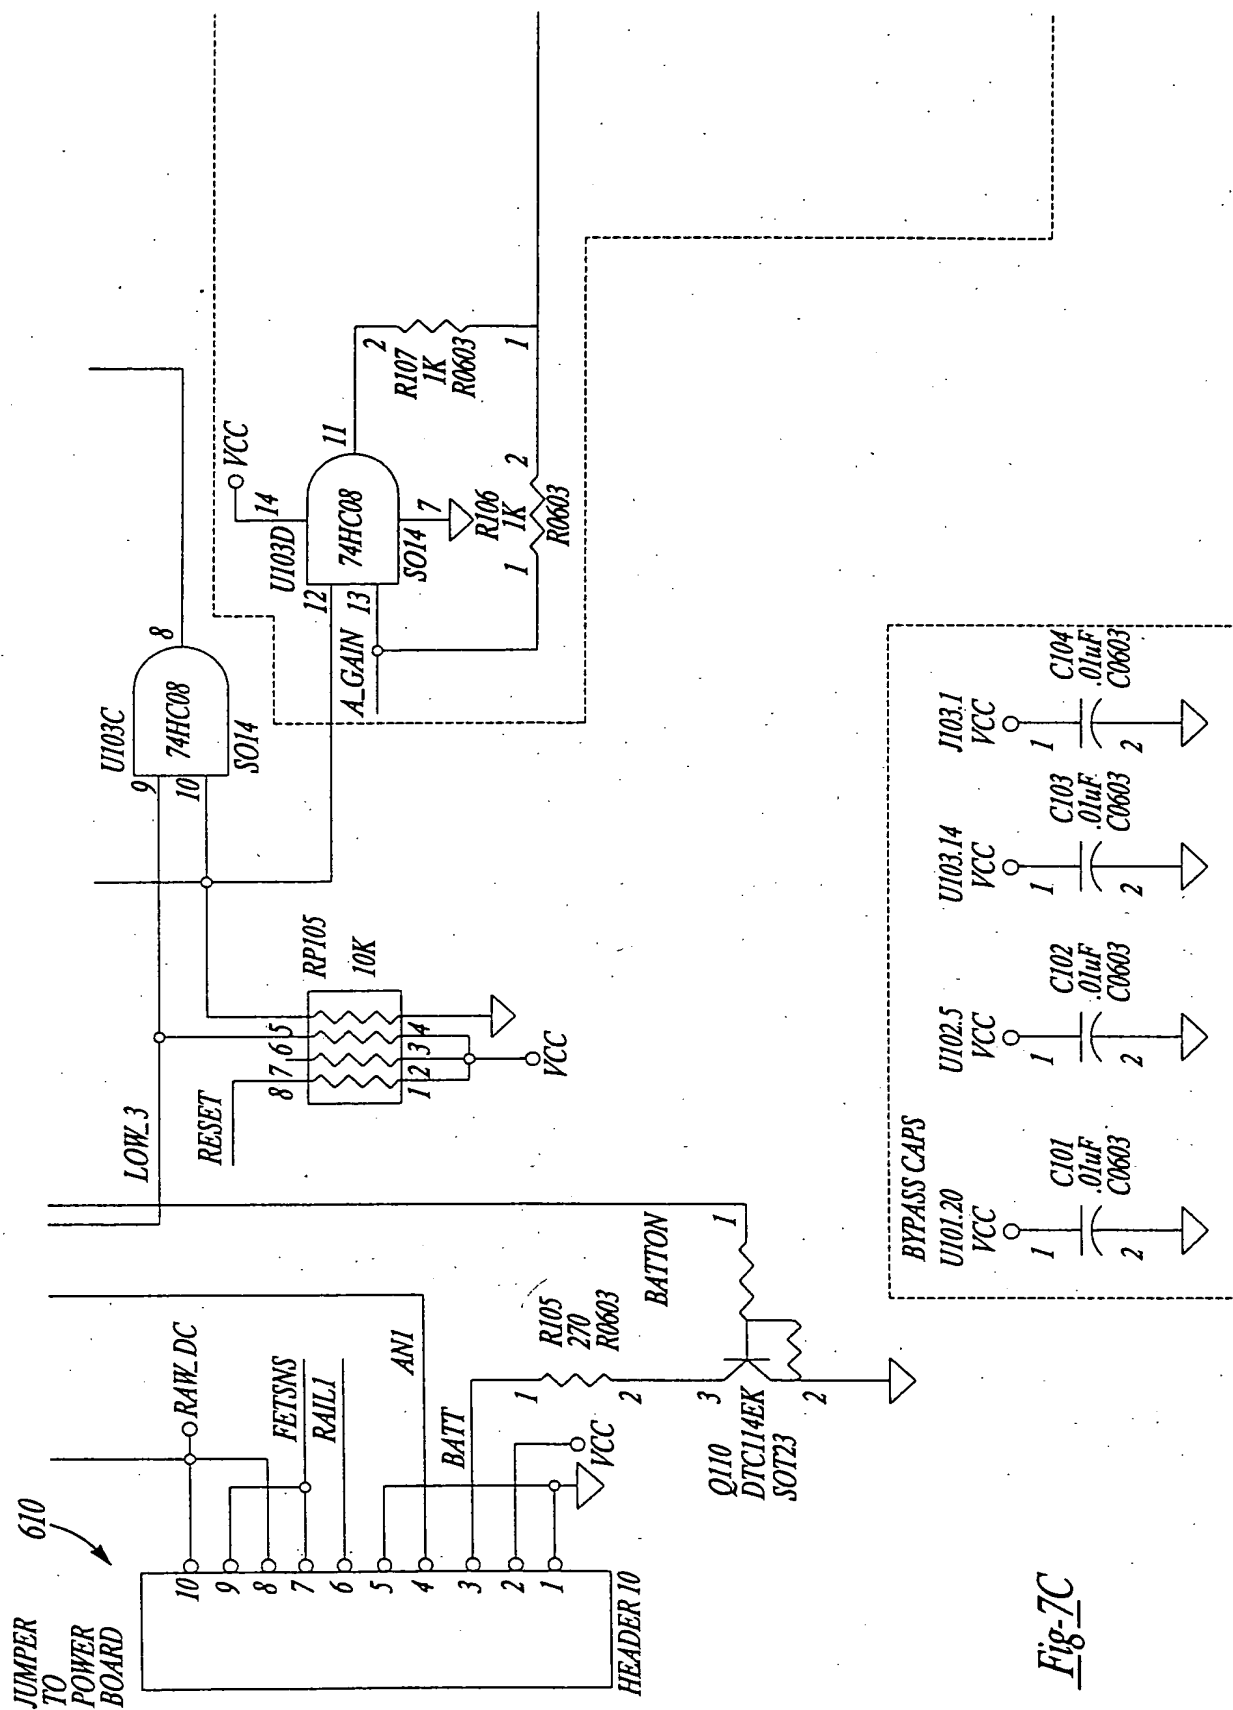 JUMPER
TO
POWER
BOARD
610
10
9
8
7
6
5
4
3
2
1
HEADER 10
RAW_DC
FETSNS
RAIL1
AN1
BATT
VCC
1
R105
270
R0603
2
BATTON
1
3
Q110
DTC114EK
SOT23
2
LOW_3
RESET
8
7
6
5
RP105
10K
1
2
3
4
VCC
U103C
9
10
74HC08
SO14
8
VCC
14
U103D
12
13
74HC08
SO14
11
7
A_GAIN
2
R107
1K
R0603
1
R106
1K
1
2
R0603
BYPASS CAPS
U101.20
VCC
1
2
C101
.01uF
C0603
U102.5
VCC
1
2
C102
.01uF
C0603
U103.14
VCC
1
2
C103
.01uF
C0603
J103.1
VCC
1
2
C104
.01uF
C0603
Fig-7C